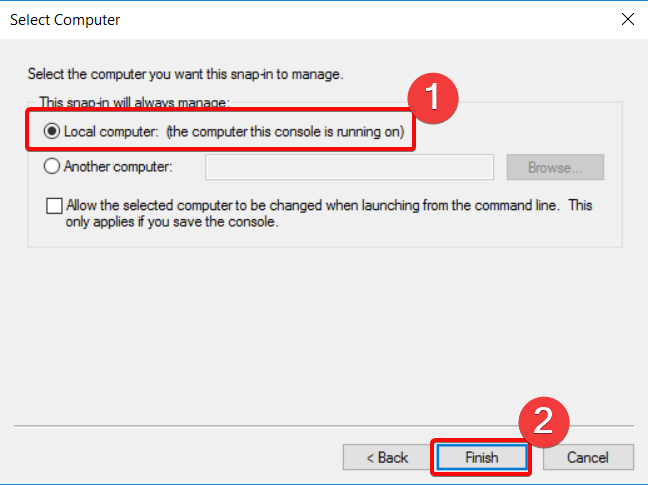 Select Computer
Select the computer you want this snap-in to manage.
This snap-in will always manage:
1
Local computer: (the computer this console is running on)
Another computer:
Browse...
Allow the selected computer to be changed when launching from the command line. This
only applies if you save the console.
2
< Back
Finish
Cancel